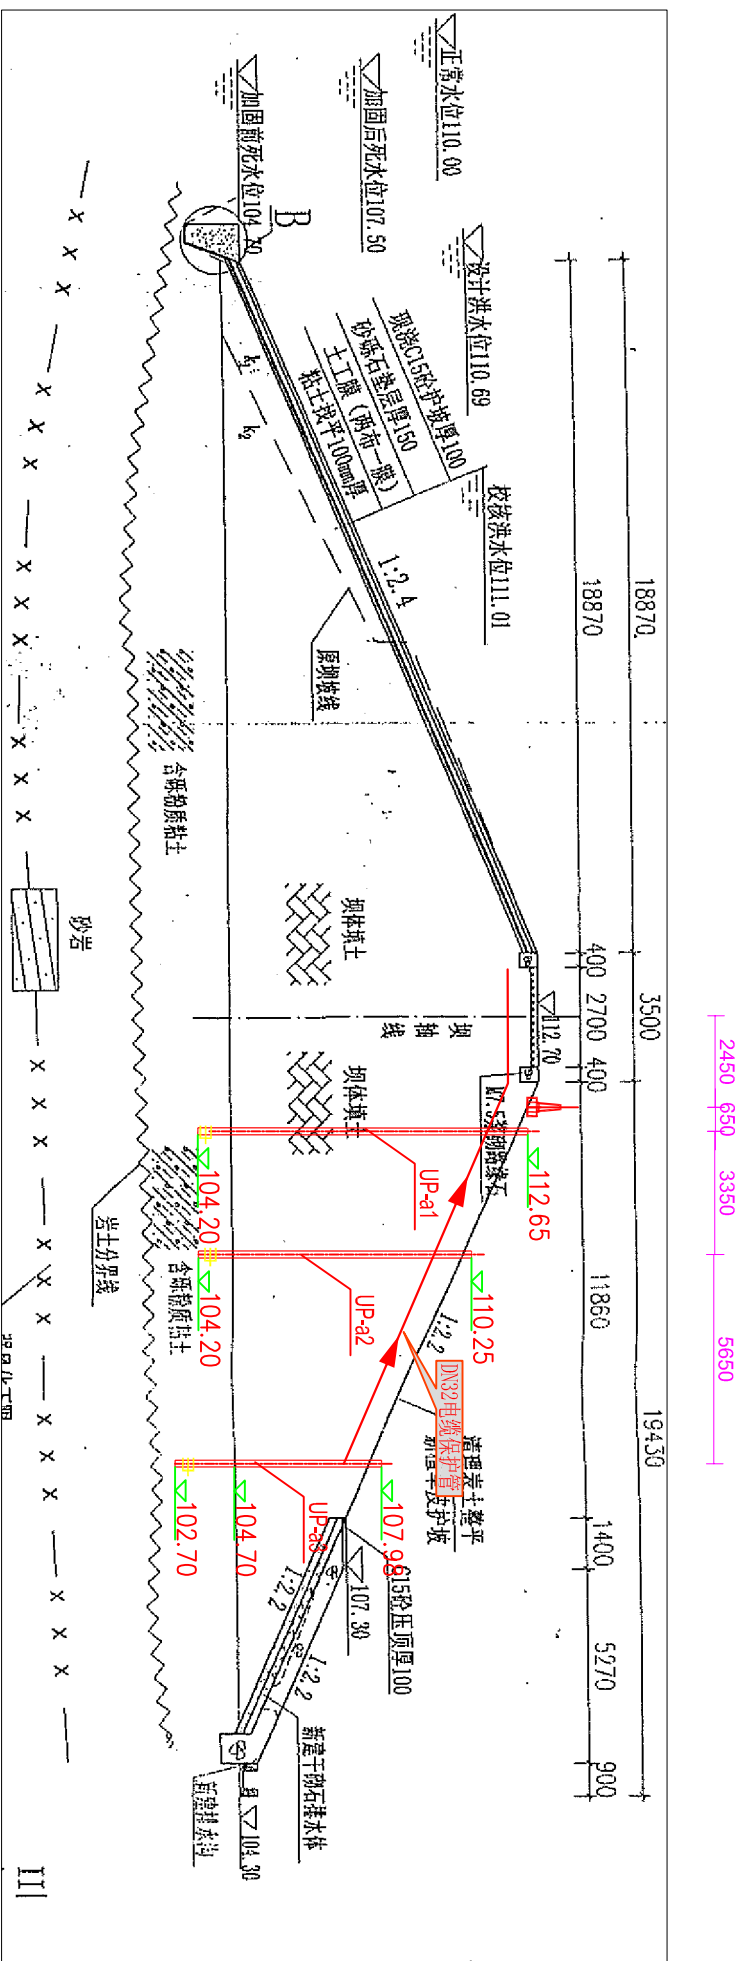 正常水位110.00
加固后死水位107.50
加固前死水位104.70
B
设计洪水位110.69
校核洪水位111.01
现浇C15砼护坡厚100
砂砾石垫层厚150
土工膜（两布一膜）
粘土找平100mm厚
k1
k2
1:2.4
原坝坡线
18870
18870
3500
19430
400
2700
400
11860
1400
5270
900
2450
650
3350
5650
112.70
坝轴线
坝体填土
坝体填土
含砾粉质粘土
含砾粉质粘土
砂岩
岩土分界线
112.65
UP-a1
104.20
110.25
UP-a2
104.20
107.98
UP-a3
104.70
102.70
1:2.2
DN32电缆保护管
清理表土整平
新植草皮护坡
C15砼压顶厚100
107.30
1:2.2
1:2.2
新建干砌石排水体
新建排水沟
104.30
III